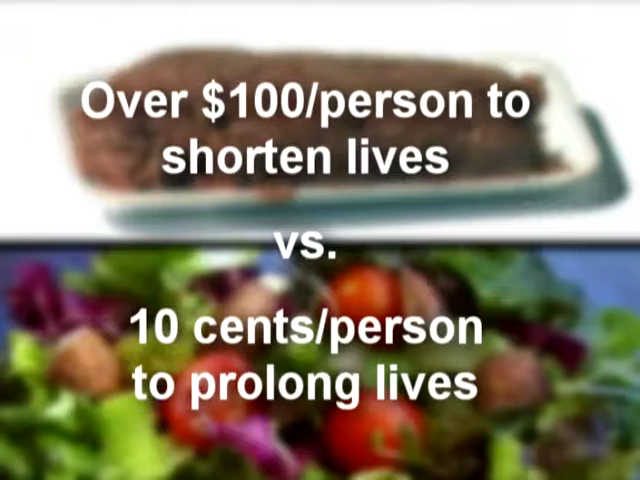 Over $100/person to
shorten lives
vs.
10 cents/person
to prolong lives